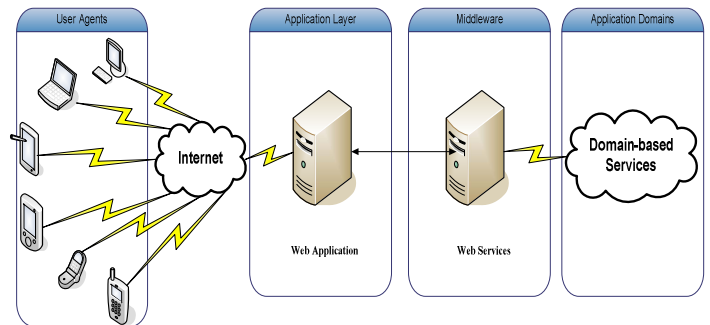 User Agents
Application Layer
Middleware
Application Domains
Internet
Domain-based
Services
Web Application
Web Services